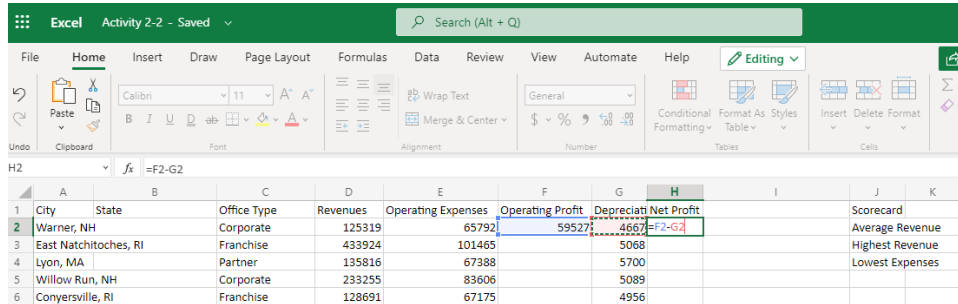 Excel Activity 2-2 - Saved Search (Alt + Q)
File Home Insert Draw Page Layout Formulas Data Review View Automate Help Editing
Paste Calibri 11 A A Wrap Text General Conditional Formatting Format As Table Styles Insert Delete Format
B I U D ab A Merge & Center $ % 9
Undo Clipboard Font Alignment Number Tables Cells
H2 fx =F2-G2
A B C D E F G H I J K
1 City State Office Type Revenues Operating Expenses Operating Profit Depreciati Net Profit Scorecard
2 Warner, NH Corporate 125319 65792 59527 4667 =F2-G2 Average Revenue
3 East Natchitoches, RI Franchise 433924 101465 5068 Highest Revenue
4 Lyon, MA Partner 135816 67388 5700 Lowest Expenses
5 Willow Run, NH Corporate 233255 83606 5089
6 Conyersville, RI Franchise 128691 67175 4956